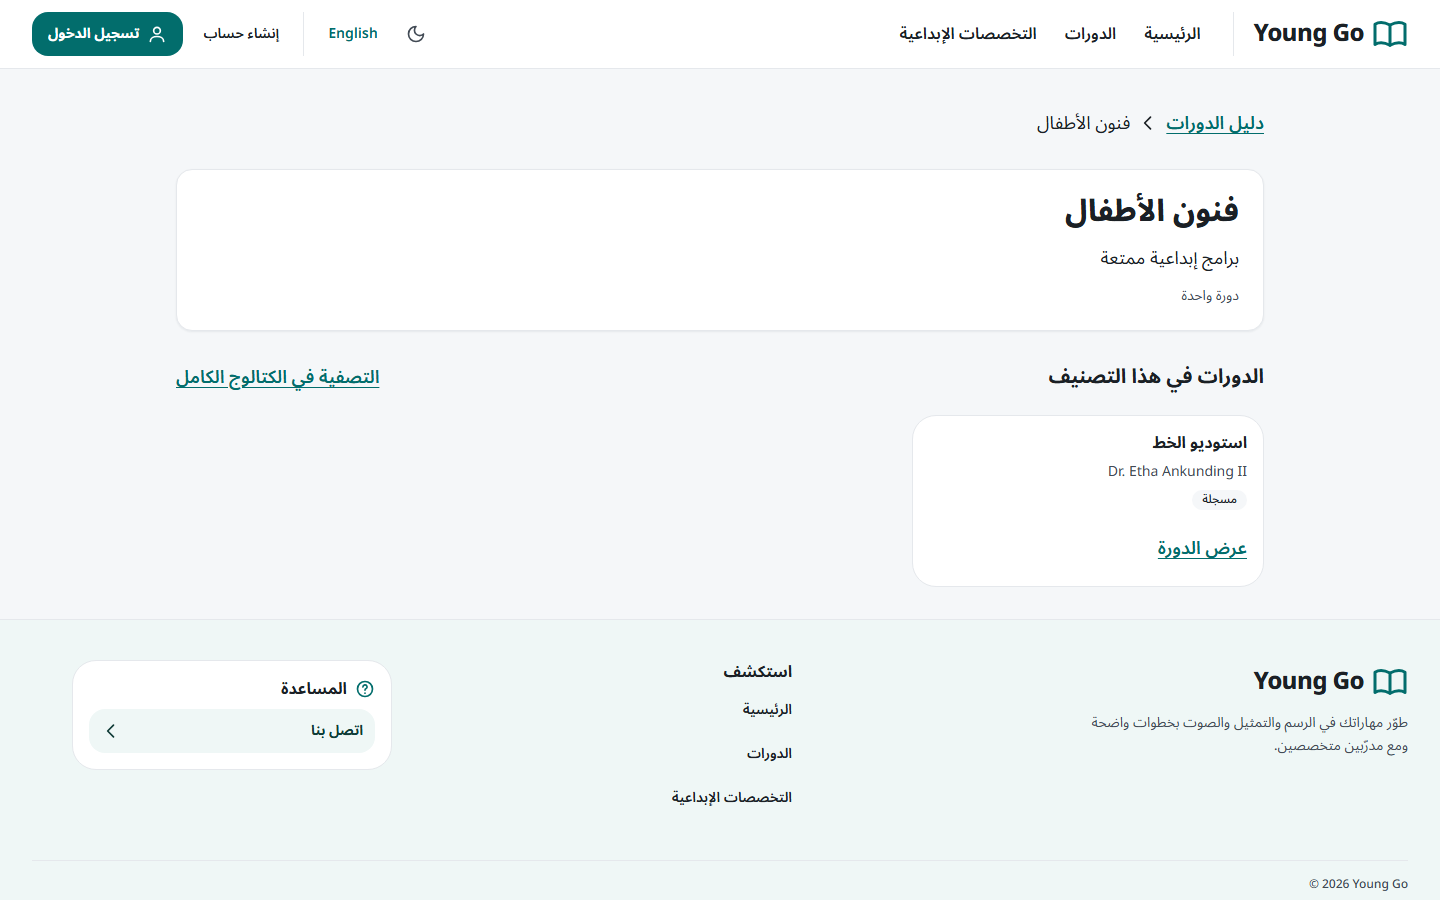 Young Go
الرئيسية
الدورات
التخصصات الإبداعية
English
إنشاء حساب
تسجيل الدخول
دليل الدورات
فنون الأطفال
فنون الأطفال
برامج إبداعية ممتعة
دورة واحدة
الدورات في هذا التصنيف
التصفية في الكتالوج الكامل
استوديو الخط
Dr. Etha Ankunding II
مسجلة
عرض الدورة
Young Go
طوّر مهاراتك في الرسم والتمثيل والصوت بخطوات واضحة
ومع مدرّبين متخصصين.
استكشف
الرئيسية
الدورات
التخصصات الإبداعية
المساعدة
اتصل بنا
© 2026 Young Go